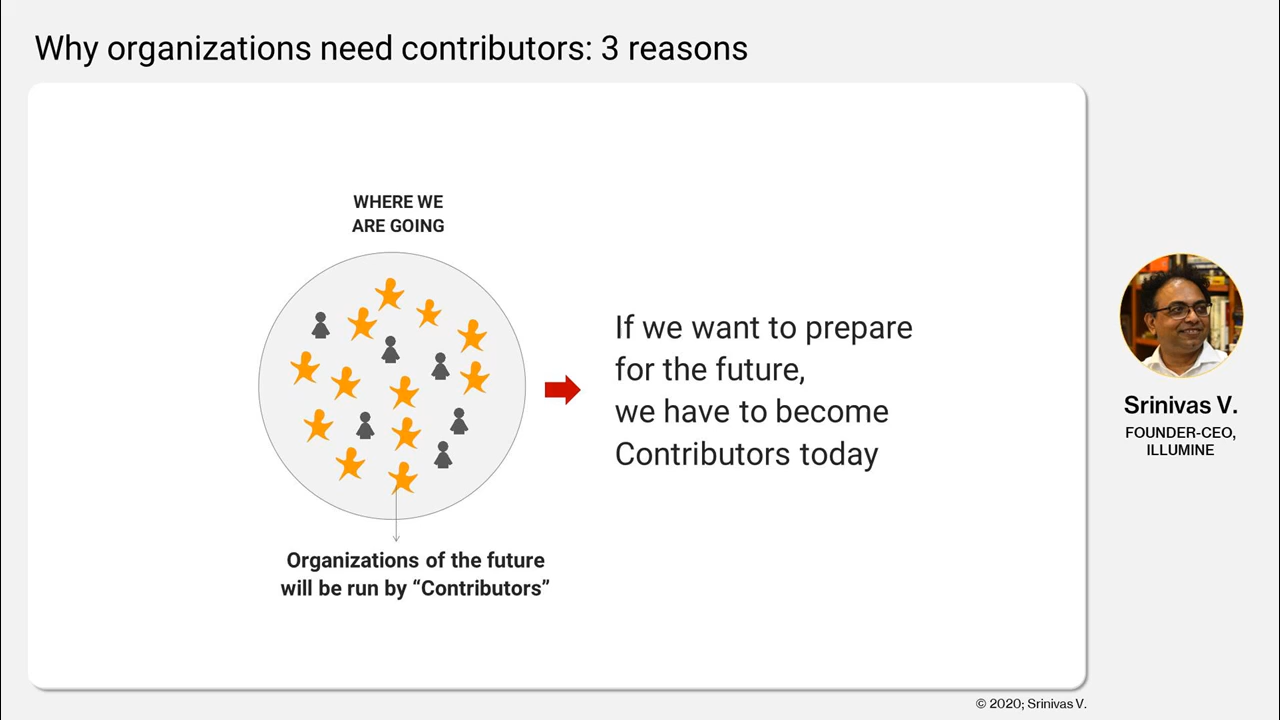 Why organizations need contributors: 3 reasons
WHERE WE
ARE GOING
If we want to prepare
for the future,
we have to become
Contributors today
Organizations of the future
will be run by “Contributors”
Srinivas V.
FOUNDER-CEO,
ILLUMINE
© 2020; Srinivas V.